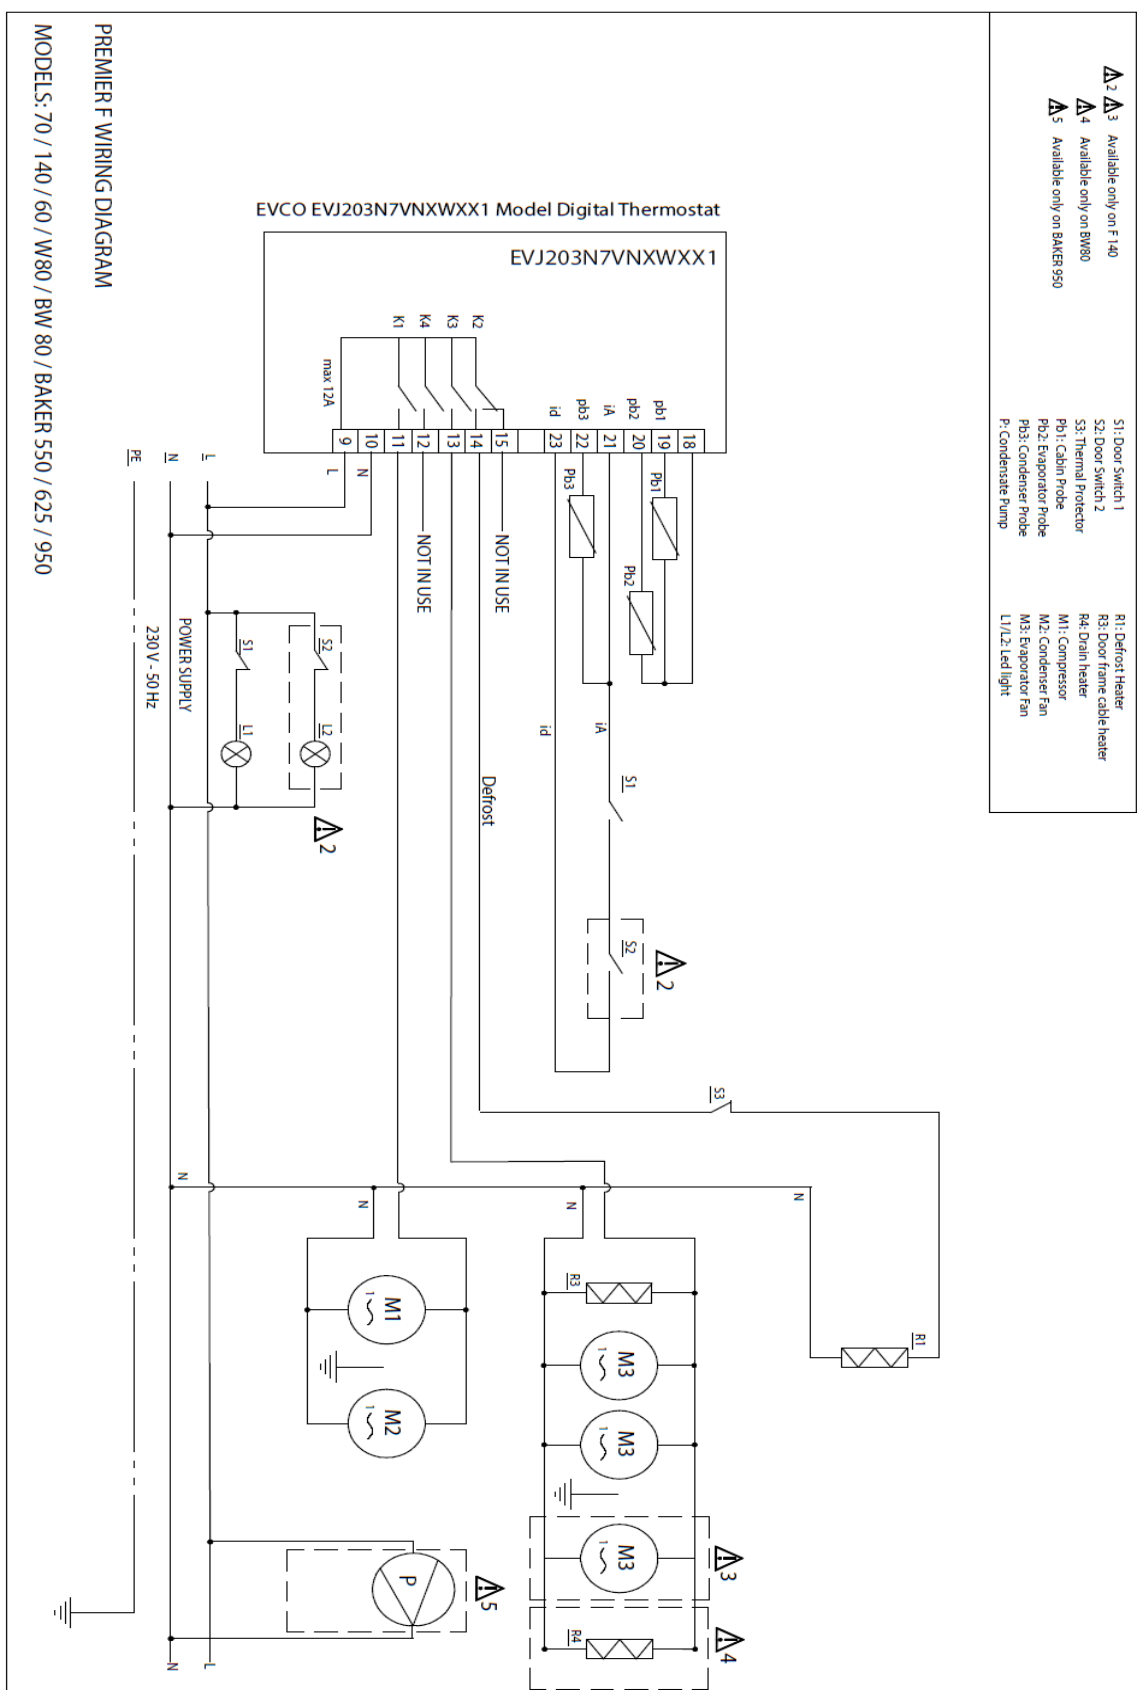 2 3 Available only on F 140
4 Available only on BW80
5 Available only on BAKER 950
S1: Door Switch 1
S2: Door Switch 2
S3: Thermal Protector
Pb1: Cabin Probe
Pb2: Evaporator Probe
Pb3: Condenser Probe
P: Condensate Pump
R1: Defrost Heater
R3: Door frame cable heater
R4: Drain heater
M1: Compressor
M2: Condenser Fan
M3: Evaporator Fan
L1/L2: Led light
PREMIER F WIRING DIAGRAM
MODELS: 70 / 140 / 60 / W80 / BW 80 / BAKER 550 / 625 / 950
EVCO EVJ203N7VNXWXX1 Model Digital Thermostat
EVJ203N7VNXWXX1
K1 K4 K3 K2
max 12A
id pb3 iA pb2 pb1
9 10 11 12 13 14 15 23 22 21 20 19 18
L N
Pb3 Pb1
Pb2
NOT IN USE
NOT IN USE
PE N L
POWER SUPPLY
230 V - 50 Hz
S1 S2
L1 L2
2
id iA
Defrost
S1
S2
2
S3
N
N
N
N
R3
R1
M1
1
M2
1
M3
1
M3
1
M3
1
3
R4
4
P
5
N L